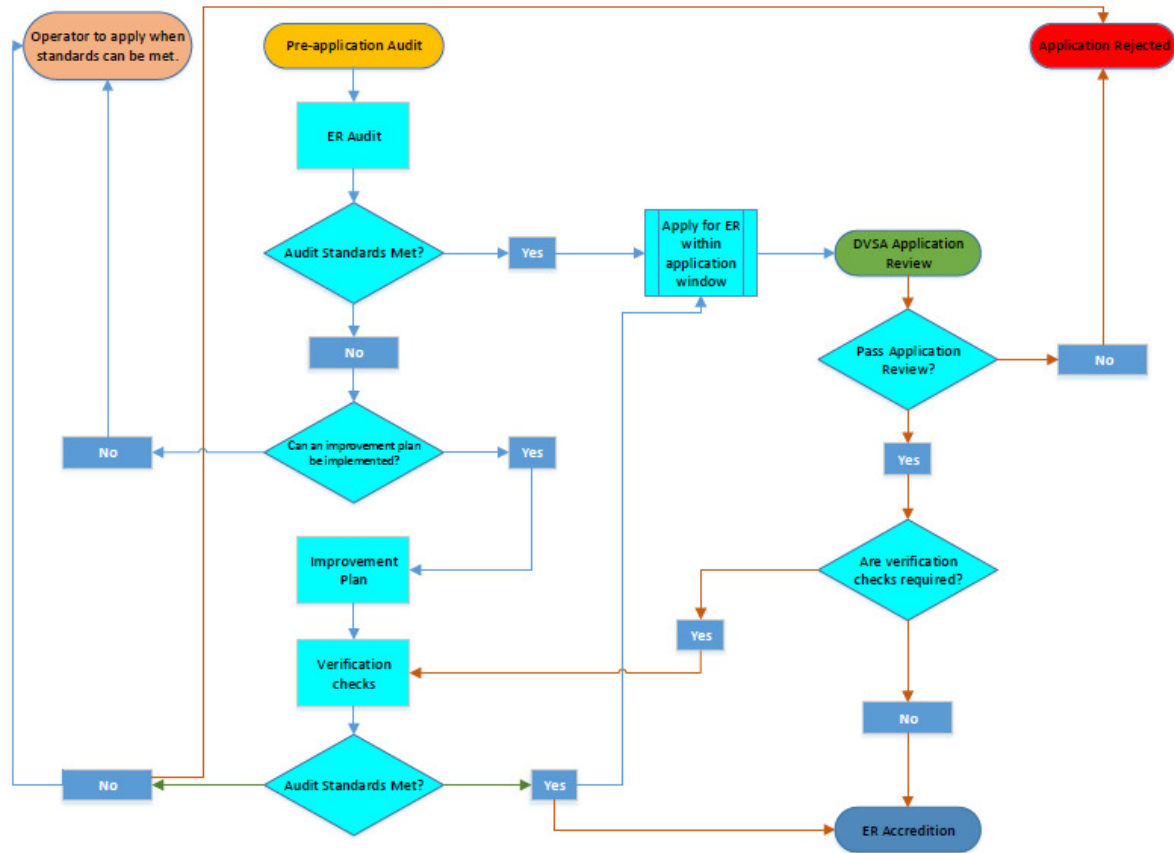 Operator to apply when
standards can be met.
Pre-application Audit
Application Rejected
ER Audit
Audit Standards Met?
Yes
Apply for ER
within
application
window
DVSA Application
Review
No
Pass Application
Review?
No
No
Can an improvement plan
be implemented?
Yes
Yes
Improvement
Plan
Are verification
checks required?
Yes
Verification
checks
No
No
Audit Standards Met?
Yes
ER Accreditation